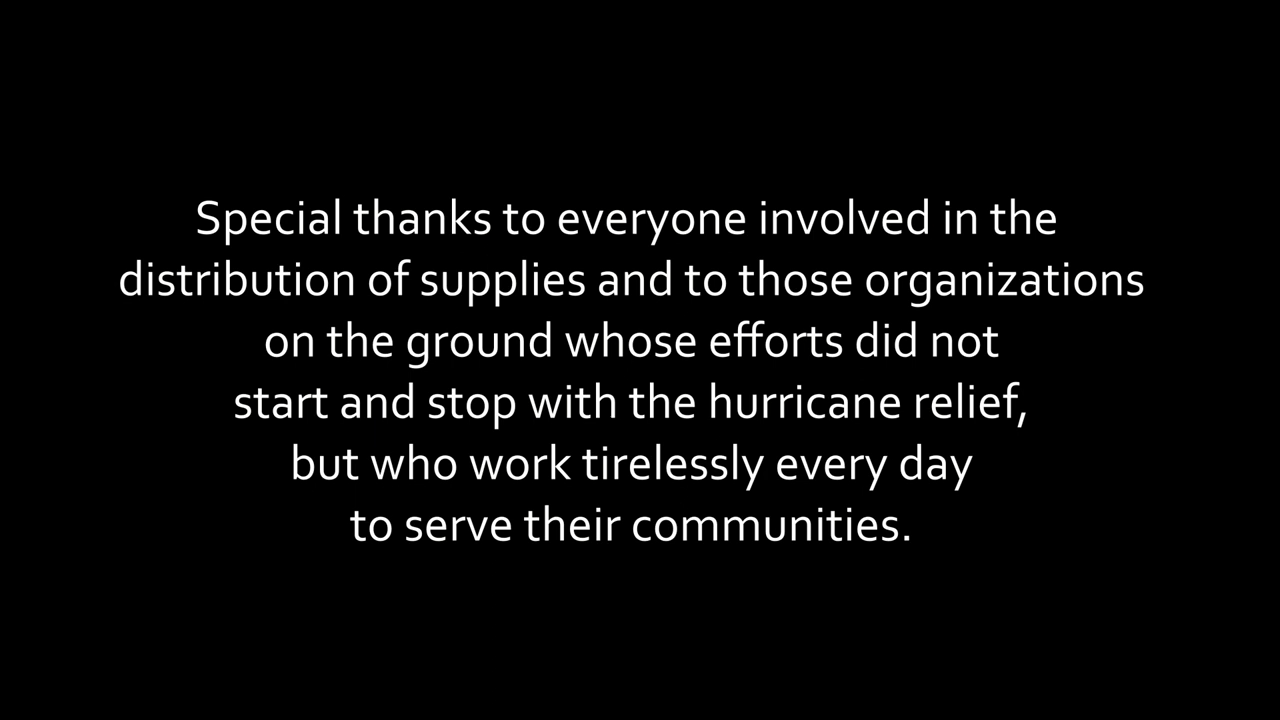 Special thanks to everyone involved in the
distribution of supplies and to those organizations
on the ground whose efforts did not
start and stop with the hurricane relief,
but who work tirelessly every day
to serve their communities.